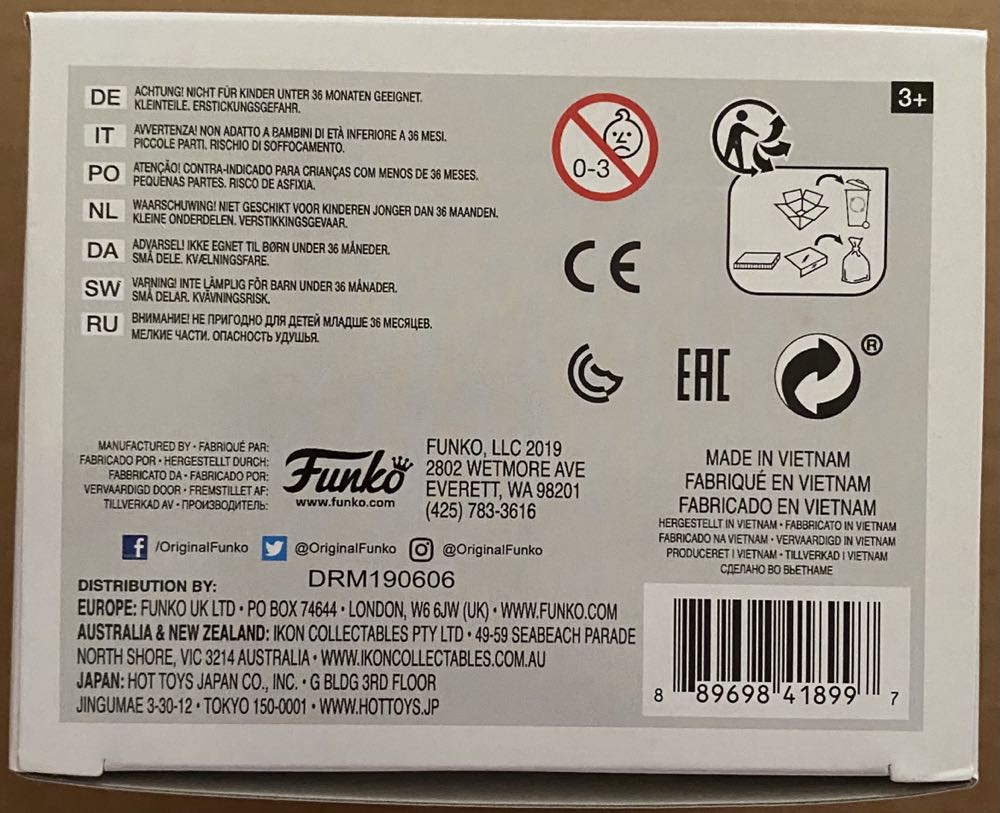 DE ACHTUNG! NICHT FÜR KINDER UNTER 36 MONATEN GEEIGNET.
KLEINTEILE. ERSTICKUNGSGEFAHR.
IT AVVERTENZA! NON ADATTO A BAMBINI DI ETÀ INFERIORE A 36 MESI.
PICCOLE PARTI. RISCHIO DI SOFFOCAMENTO.
PO ATENÇÃO! CONTRA-INDICADO PARA CRIANÇAS COM MENOS DE 36 MESES.
PEQUENAS PARTES. RISCO DE ASFIXIA.
NL WAARSCHUWING! NIET GESCHIKT VOOR KINDEREN JONGER DAN 36 MAANDEN.
KLEINE ONDERDELEN. VERSTIKKINGSGEVAAR.
DA ADVARSEL! IKKE EGNET TIL BØRN UNDER 36 MÅNEDER.
SMÅ DELE. KVÆLNINGSFARE.
SW VARNING! INTE LÄMPLIG FÖR BARN UNDER 36 MÅNADER.
SMÅ DELAR. KVÄVNINGSRISK.
RU ВНИМАНИЕ! НЕ ПРИГОДНО ДЛЯ ДЕТЕЙ МЛАДШЕ 36 МЕСЯЦЕВ.
МЕЛКИЕ ЧАСТИ. ОПАСНОСТЬ УДУШЬЯ.
0-3
3+
CE
EAC
®
MANUFACTURED BY • FABRIQUÉ PAR:
FABRICADO POR • HERGESTELLT DURCH:
FABBRICATO DA • FABRICADO POR:
VERVAARDIGD DOOR • FREMSTILLET AF:
TILLVERKAD AV • ПРОИЗВОДИТЕЛЬ:
Funko
www.funko.com
FUNKO, LLC 2019
2802 WETMORE AVE
EVERETT, WA 98201
(425) 783-3616
MADE IN VIETNAM
FABRIQUÉ EN VIETNAM
FABRICADO EN VIETNAM
HERGESTELLT IN VIETNAM • FABBRICATO IN VIETNAM
FABRICADO NA VIETNAM • VERVAARDIGD IN VIETNAM
PRODUCERET I VIETNAM • TILLVERKAD I VIETNAM
СДЕЛАНО ВО ВЬЕТНАМЕ
/OriginalFunko @OriginalFunko @OriginalFunko
DRM190606
DISTRIBUTION BY:
EUROPE: FUNKO UK LTD • PO BOX 74644 • LONDON, W6 6JW (UK) • WWW.FUNKO.COM
AUSTRALIA & NEW ZEALAND: IKON COLLECTABLES PTY LTD • 49-59 SEABEACH PARADE
NORTH SHORE, VIC 3214 AUSTRALIA • WWW.IKONCOLLECTABLES.COM.AU
JAPAN: HOT TOYS JAPAN CO., INC. • G BLDG 3RD FLOOR
JINGUMAE 3-30-12 • TOKYO 150-0001 • WWW.HOTTOYS.JP
8 89698 41899 7